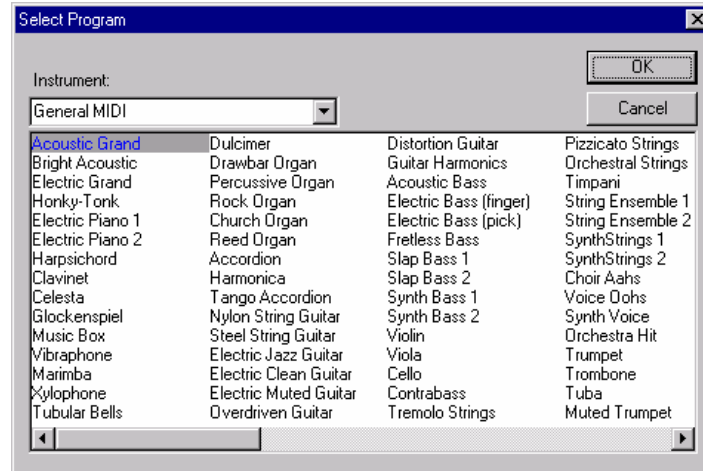 Select Program
OK
Instrument:
General MIDI
Cancel
Acoustic Grand
Bright Acoustic
Electric Grand
Honky-Tonk
Electric Piano 1
Electric Piano 2
Harpsichord
Clavinet
Celesta
Glockenspiel
Music Box
Vibraphone
Marimba
Xylophone
Tubular Bells
Dulcimer
Drawbar Organ
Percussive Organ
Rock Organ
Church Organ
Reed Organ
Accordion
Harmonica
Tango Accordion
Nylon String Guitar
Steel String Guitar
Electric Jazz Guitar
Electric Clean Guitar
Electric Muted Guitar
Overdriven Guitar
Distortion Guitar
Guitar Harmonics
Acoustic Bass
Electric Bass (finger)
Electric Bass (pick)
Fretless Bass
Slap Bass 1
Slap Bass 2
Synth Bass 1
Synth Bass 2
Violin
Viola
Cello
Contrabass
Tremolo Strings
Pizzicato Strings
Orchestral Strings
Timpani
String Ensemble 1
String Ensemble 2
SynthStrings 1
SynthStrings 2
Choir Aahs
Voice Oohs
Synth Voice
Orchestra Hit
Trumpet
Trombone
Tuba
Muted Trumpet